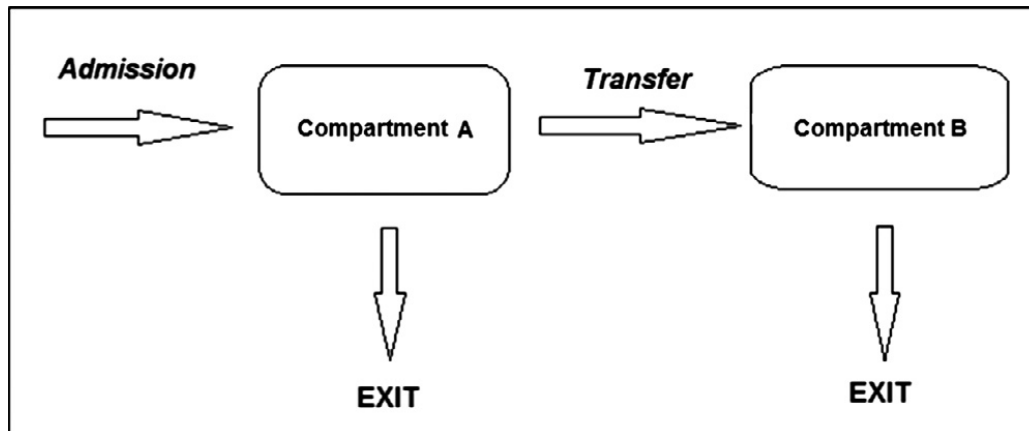 Admission
Compartment A
Transfer
Compartment B
EXIT
EXIT